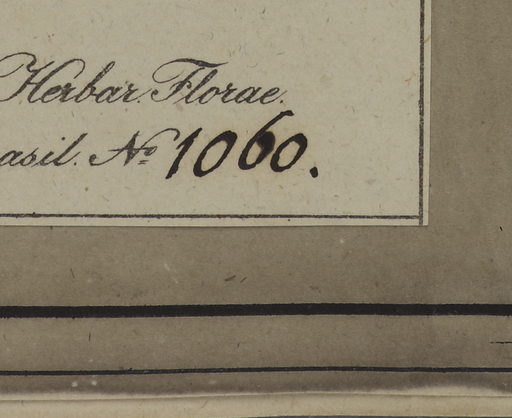 Herbar. Florae.
asil. No 1060.